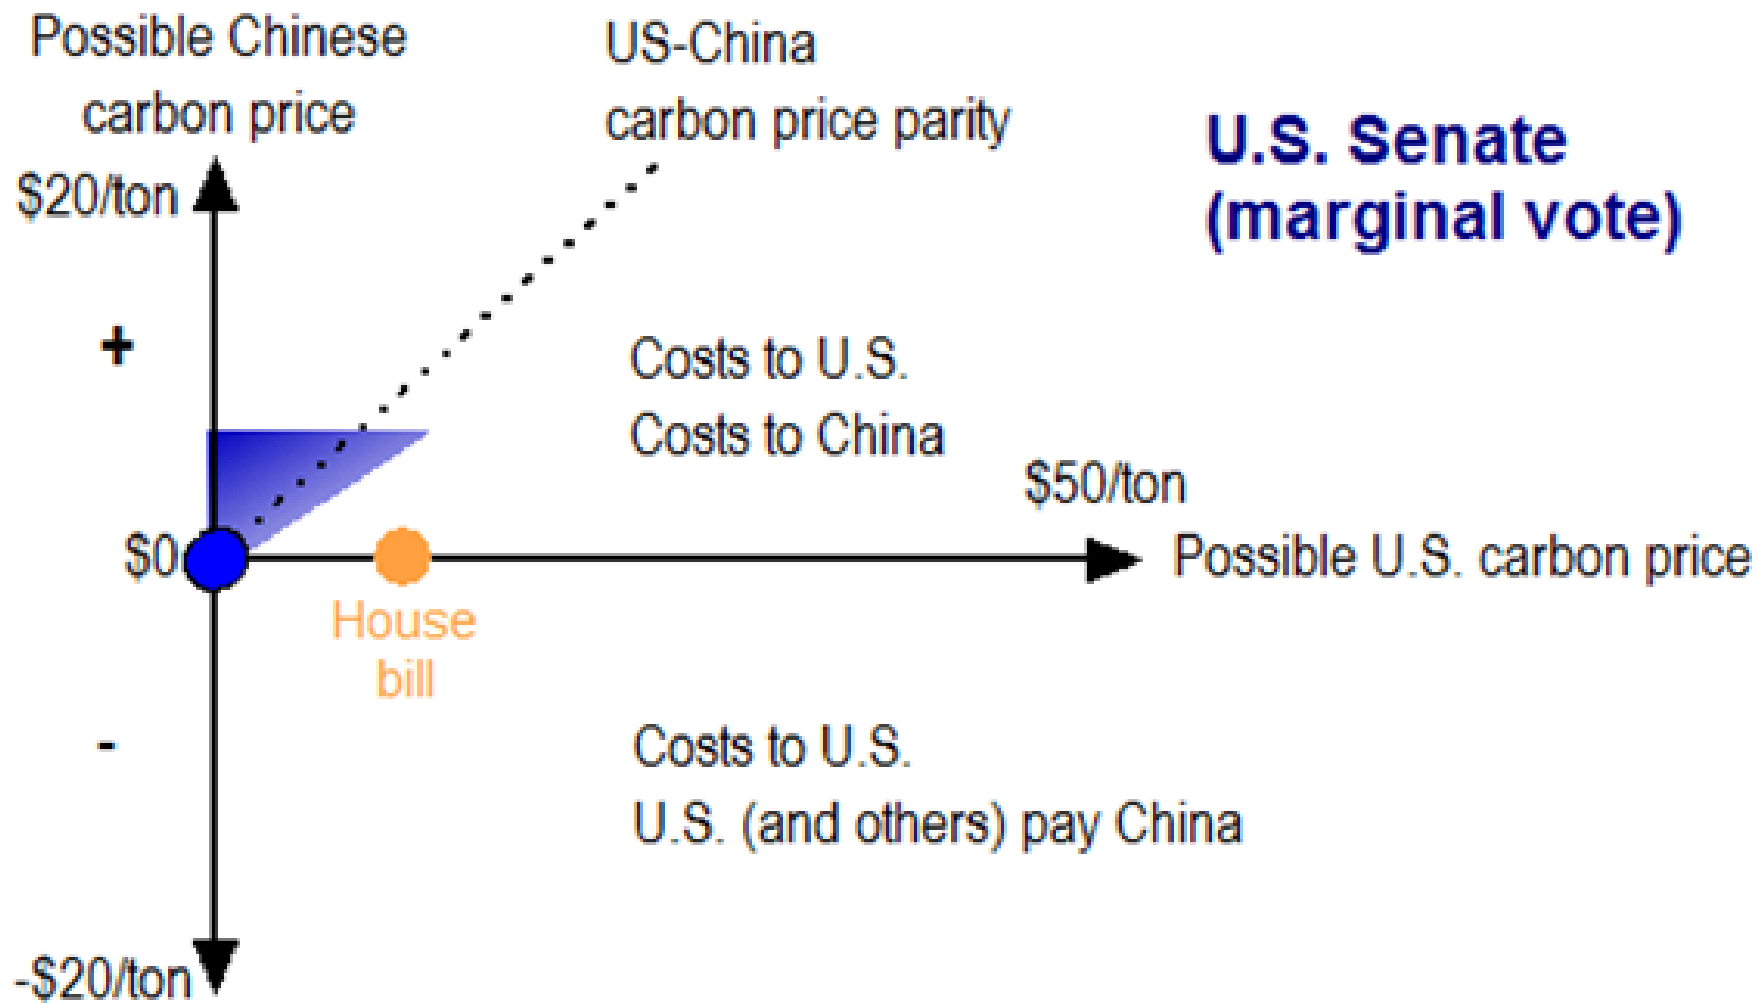 Possible Chinese
carbon price
US-China
carbon price parity
U.S. Senate
(marginal vote)
$20/ton
+
Costs to U.S.
Costs to China
$50/ton
$0
Possible U.S. carbon price
House
bill
-
Costs to U.S.
U.S. (and others) pay China
-$20/ton